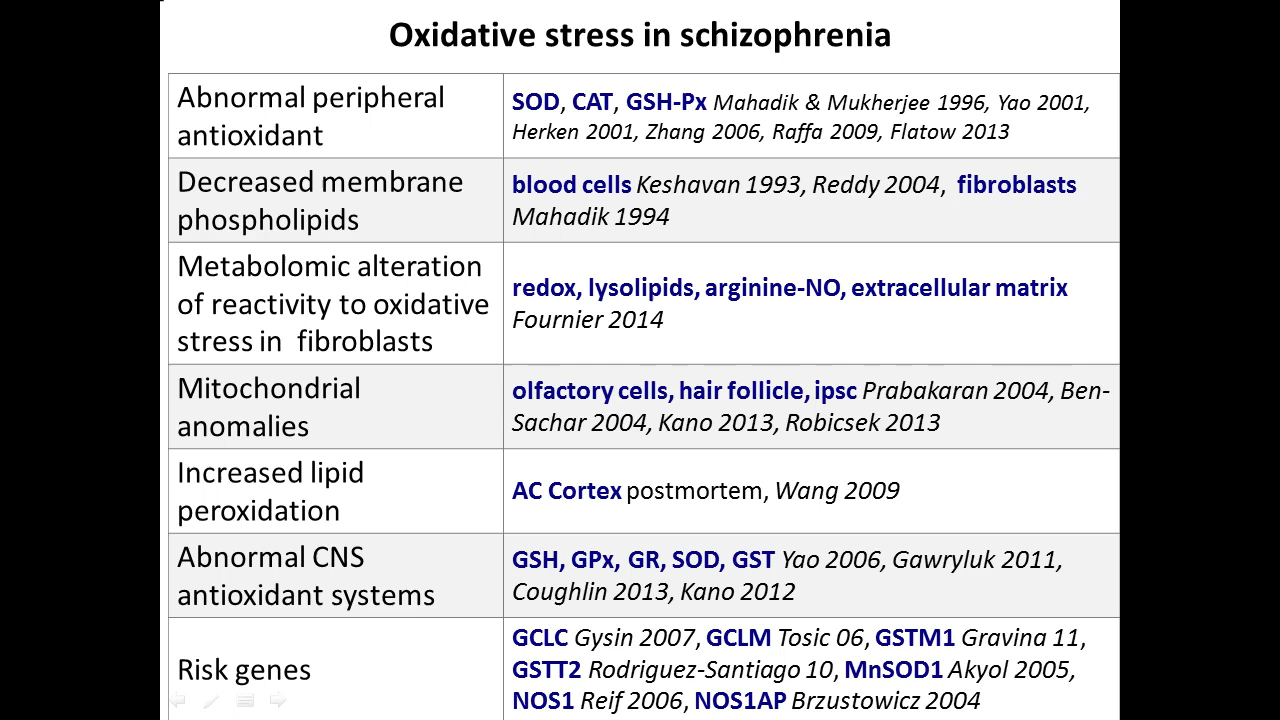 Oxidative stress in schizophrenia
Abnormal peripheral
antioxidant
SOD, CAT, GSH-Px Mahadik & Mukherjee 1996, Yao 2001,
Herken 2001, Zhang 2006, Raffa 2009, Flatow 2013
Decreased membrane
phospholipids
blood cells Keshavan 1993, Reddy 2004, fibroblasts
Mahadik 1994
Metabolomic alteration
of reactivity to oxidative
stress in fibroblasts
redox, lysolipids, arginine-NO, extracellular matrix
Fournier 2014
Mitochondrial
anomalies
olfactory cells, hair follicle, ipsc Prabakaran 2004, Ben-
Sachar 2004, Kano 2013, Robicsek 2013
Increased lipid
peroxidation
AC Cortex postmortem, Wang 2009
Abnormal CNS
antioxidant systems
GSH, GPx, GR, SOD, GST Yao 2006, Gawryluk 2011,
Coughlin 2013, Kano 2012
Risk genes
GCLC Gysin 2007, GCLM Tosic 06, GSTM1 Gravina 11,
GSTT2 Rodriguez-Santiago 10, MnSOD1 Akyol 2005,
NOS1 Reif 2006, NOS1AP Brzustowicz 2004